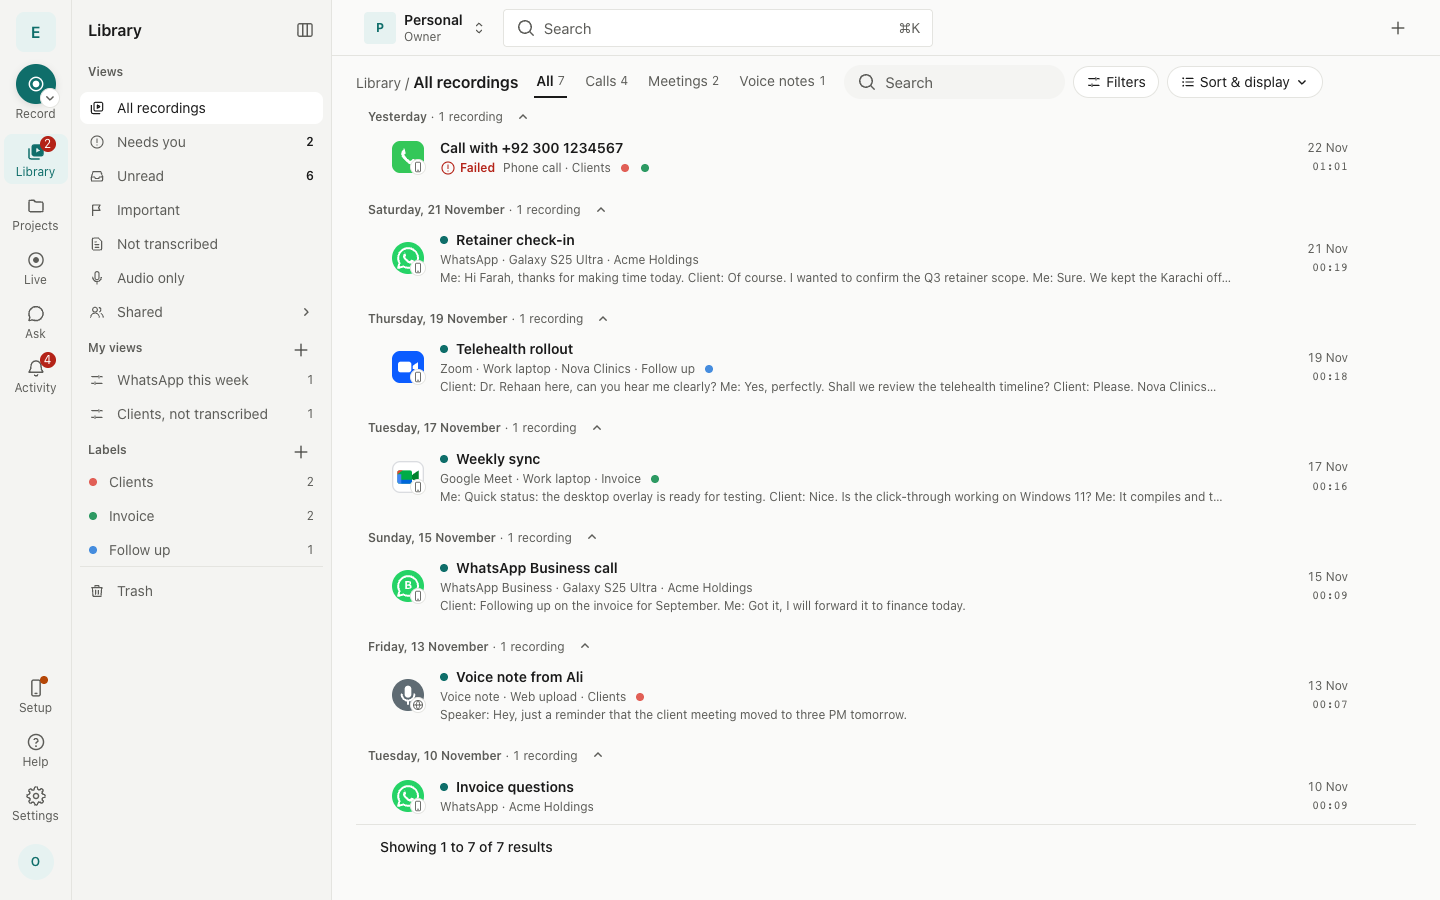 E
Record
2
Library
Projects
Live
Ask
4
Activity
Setup
Help
Settings
O
Library
Views
All recordings
Needs you 2
Unread 6
Important
Not transcribed
Audio only
Shared
My views
WhatsApp this week 1
Clients, not transcribed 1
Labels
Clients 2
Invoice 2
Follow up 1
Trash
P
Personal
Owner
Search ⌘K
Library / All recordings
All 7 Calls 4 Meetings 2 Voice notes 1
Search
Filters
Sort & display
Yesterday · 1 recording
Call with +92 300 1234567
Failed Phone call · Clients
22 Nov
01:01
Saturday, 21 November · 1 recording
Retainer check-in
WhatsApp · Galaxy S25 Ultra · Acme Holdings
Me: Hi Farah, thanks for making time today. Client: Of course. I wanted to confirm the Q3 retainer scope. Me: Sure. We kept the Karachi off…
21 Nov
00:19
Thursday, 19 November · 1 recording
Telehealth rollout
Zoom · Work laptop · Nova Clinics · Follow up
Client: Dr. Rehaan here, can you hear me clearly? Me: Yes, perfectly. Shall we review the telehealth timeline? Client: Please. Nova Clinics…
19 Nov
00:18
Tuesday, 17 November · 1 recording
Weekly sync
Google Meet · Work laptop · Invoice
Me: Quick status: the desktop overlay is ready for testing. Client: Nice. Is the click-through working on Windows 11? Me: It compiles and t…
17 Nov
00:16
Sunday, 15 November · 1 recording
B
WhatsApp Business call
WhatsApp Business · Galaxy S25 Ultra · Acme Holdings
Client: Following up on the invoice for September. Me: Got it, I will forward it to finance today.
15 Nov
00:09
Friday, 13 November · 1 recording
Voice note from Ali
Voice note · Web upload · Clients
Speaker: Hey, just a reminder that the client meeting moved to three PM tomorrow.
13 Nov
00:07
Tuesday, 10 November · 1 recording
Invoice questions
WhatsApp · Acme Holdings
10 Nov
00:09
Showing 1 to 7 of 7 results